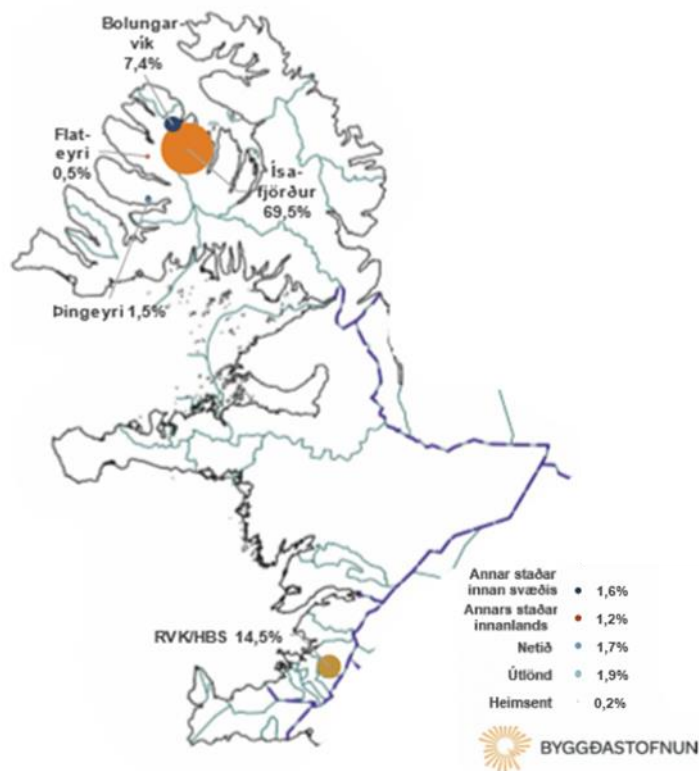 Bolungar-
vík
7,4%
Flat-
eyri
0,5%
Ísa-
fjörður
69,5%
Þingeyri 1,5%
RVK/HBS 14,5%
Annar staðar
innan svæðis
1,6%
Annars staðar
innanlands
1,2%
Netið 1,7%
Útlönd 1,9%
Heimsent 0,2%
BYGGÐASTOFNUN